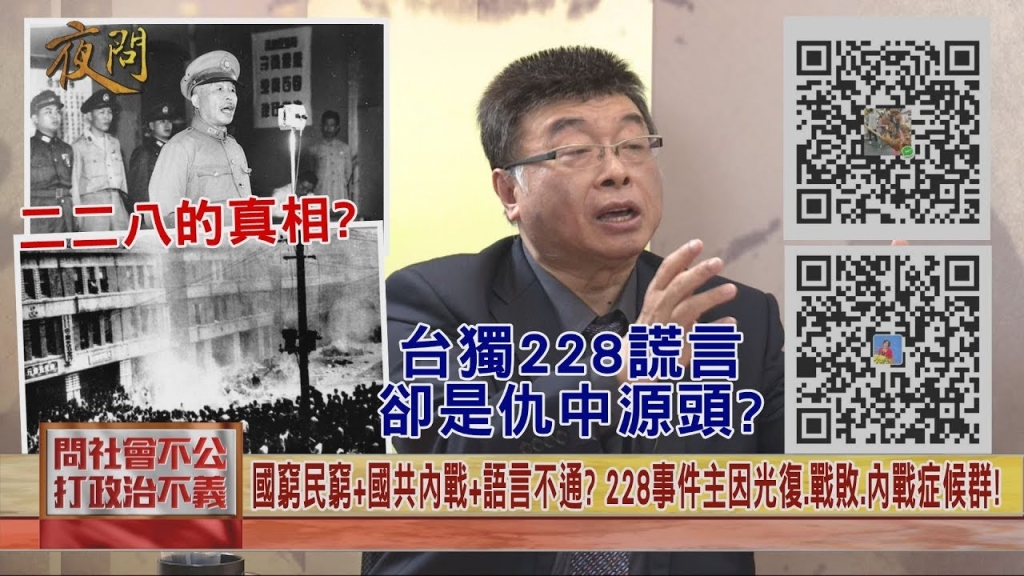 夜問
二二八的真相?
台獨228謊言
卻是仇中源頭?
問社會不公
打政治不義
國窮民窮+國共內戰+語言不通? 228事件主因光復.戰敗.內戰症候群!